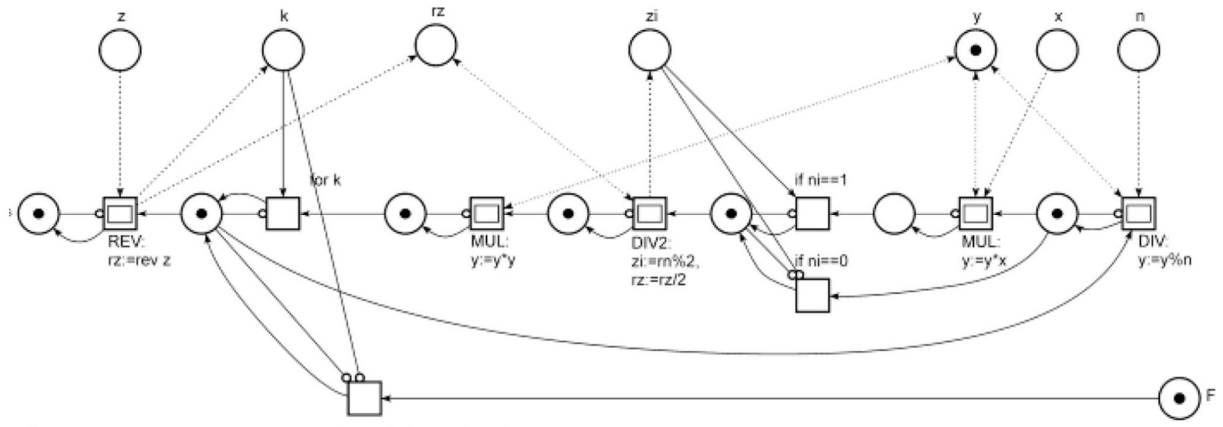 z
k
rz
zi
y
x
n
for k
if ni==1
REV:
rz:=rev z
MUL:
y:=y*y
DIV2:
zi:=rn%2,
rz:=rz/2
if ni==0
MUL:
y:=y*x
DIV:
y:=y%n
F